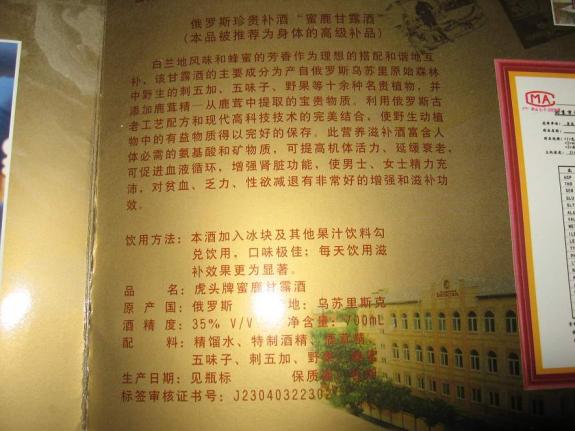 俄罗斯珍贵补酒“蜜鹿甘露酒”
（本品被推荐为身体的高级补品）
白兰地风味和蜂蜜的芳香作为理想的搭配和谐地互
补，该甘露酒的主要成分为产自俄罗斯乌苏里原始森林
中野生的刺五加、五味子、野果等十余种名贵植物，并
添加鹿茸精—从鹿茸中提取的宝贵物质。利用俄罗斯古
老工艺配方和现代高科技技术的完美结合，使野生动植
物中的有益物质得以完好的保存。此营养滋补酒富含人
体必需的氨基酸和矿物质，可提高机体活力、延缓衰老，
可促进血液循环，增强肾脏功能，使男士、女士精力充
沛，对贫血、乏力、性欲减退有非常好的增强和滋补功
效。
饮用方法：本酒加入冰块及其他果汁饮料勾
兑饮用，口味极佳；每天饮用滋
补效果更为显著。
品 名：虎头牌蜜鹿甘露酒
原 产 国：俄罗斯 地：乌苏里斯克
酒 精 度：35% V/V 净含量：700mL
配 料：精馏水、特制酒精、
五味子、刺五加、野
生产日期：见瓶标 保质
标签审核证书号：J23040322302
CMA